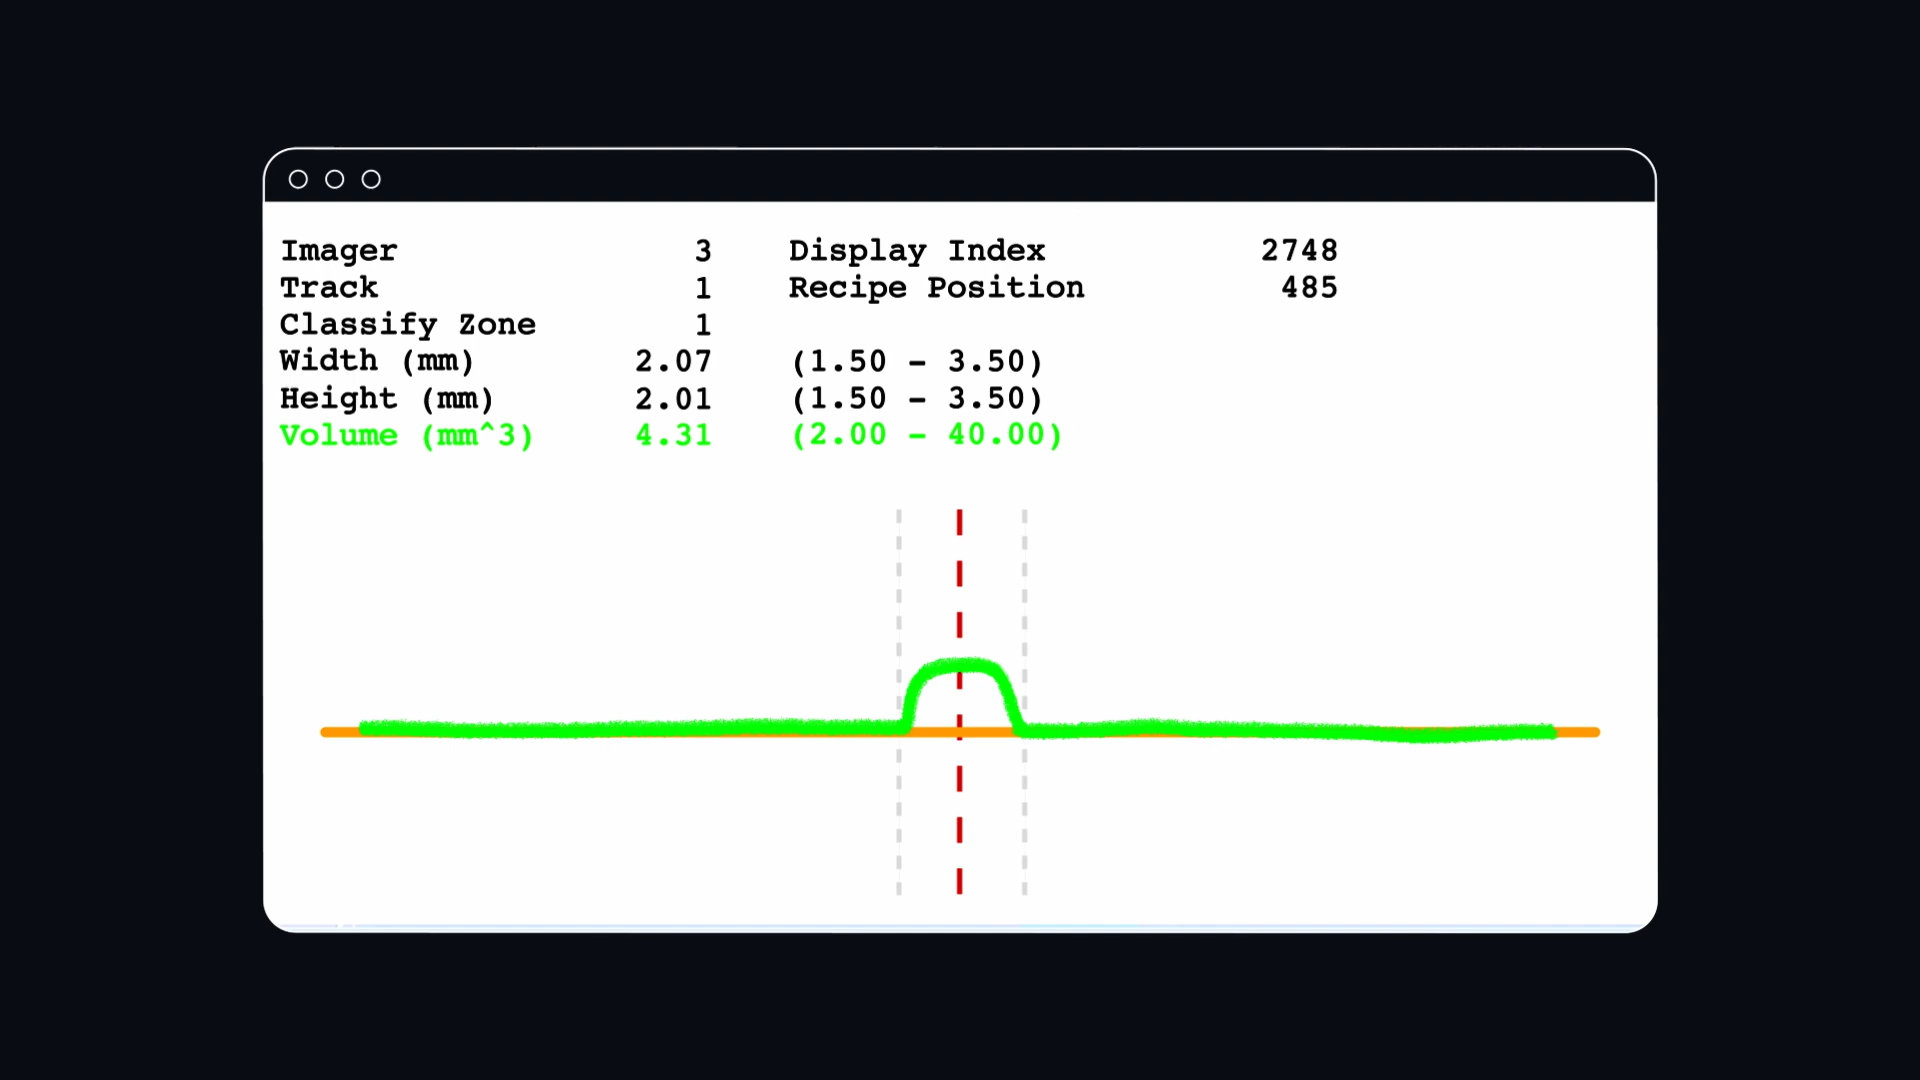 Imager 3 Display Index 2748
Track 1 Recipe Position 485
Classify Zone 1
Width (mm) 2.07 (1.50 - 3.50)
Height (mm) 2.01 (1.50 - 3.50)
Volume (mm^3) 4.31 (2.00 - 40.00)